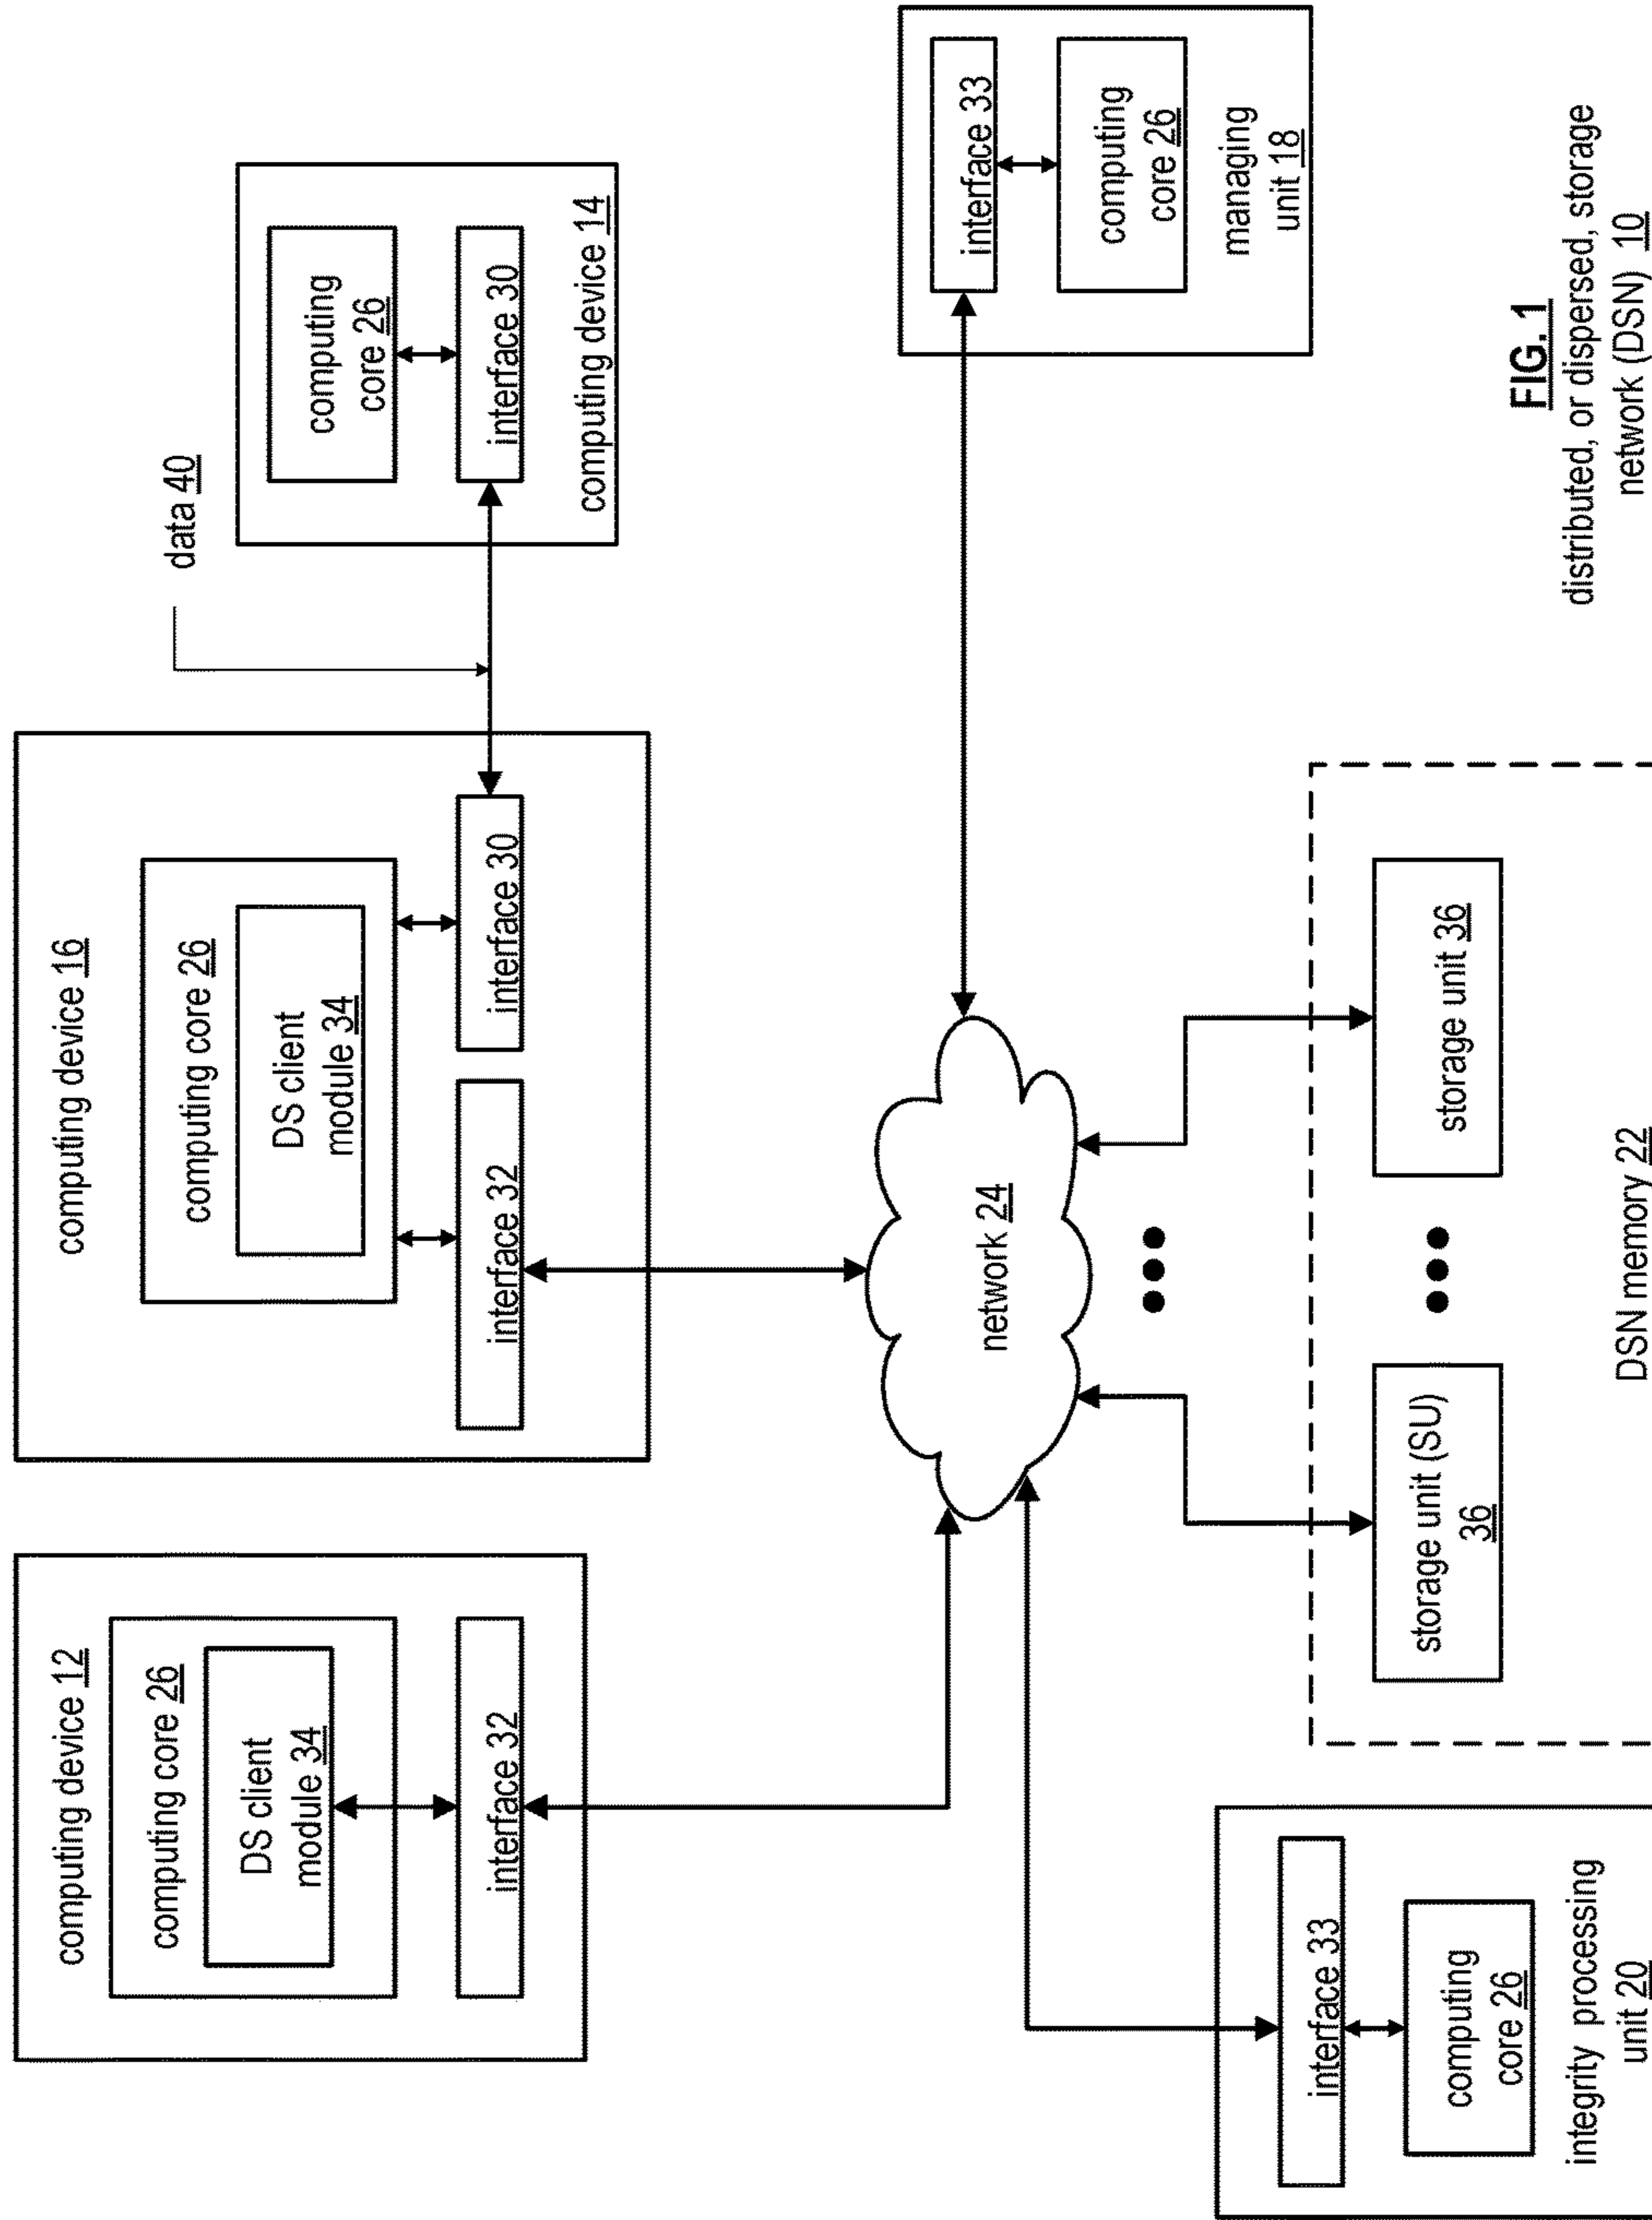 computing device 12
computing core 26
DS client
module 34
interface 32
computing device 16
computing core 26
DS client
module 34
interface 32
interface 30
data 40
computing
core 26
interface 30
computing device 14
network 24
interface 33
computing
core 26
managing
unit 18
interface 33
computing
core 26
integrity processing
unit 20
storage unit (SU)
36
storage unit 36
DSN memory 22
FIG. 1
distributed, or dispersed, storage
network (DSN) 10